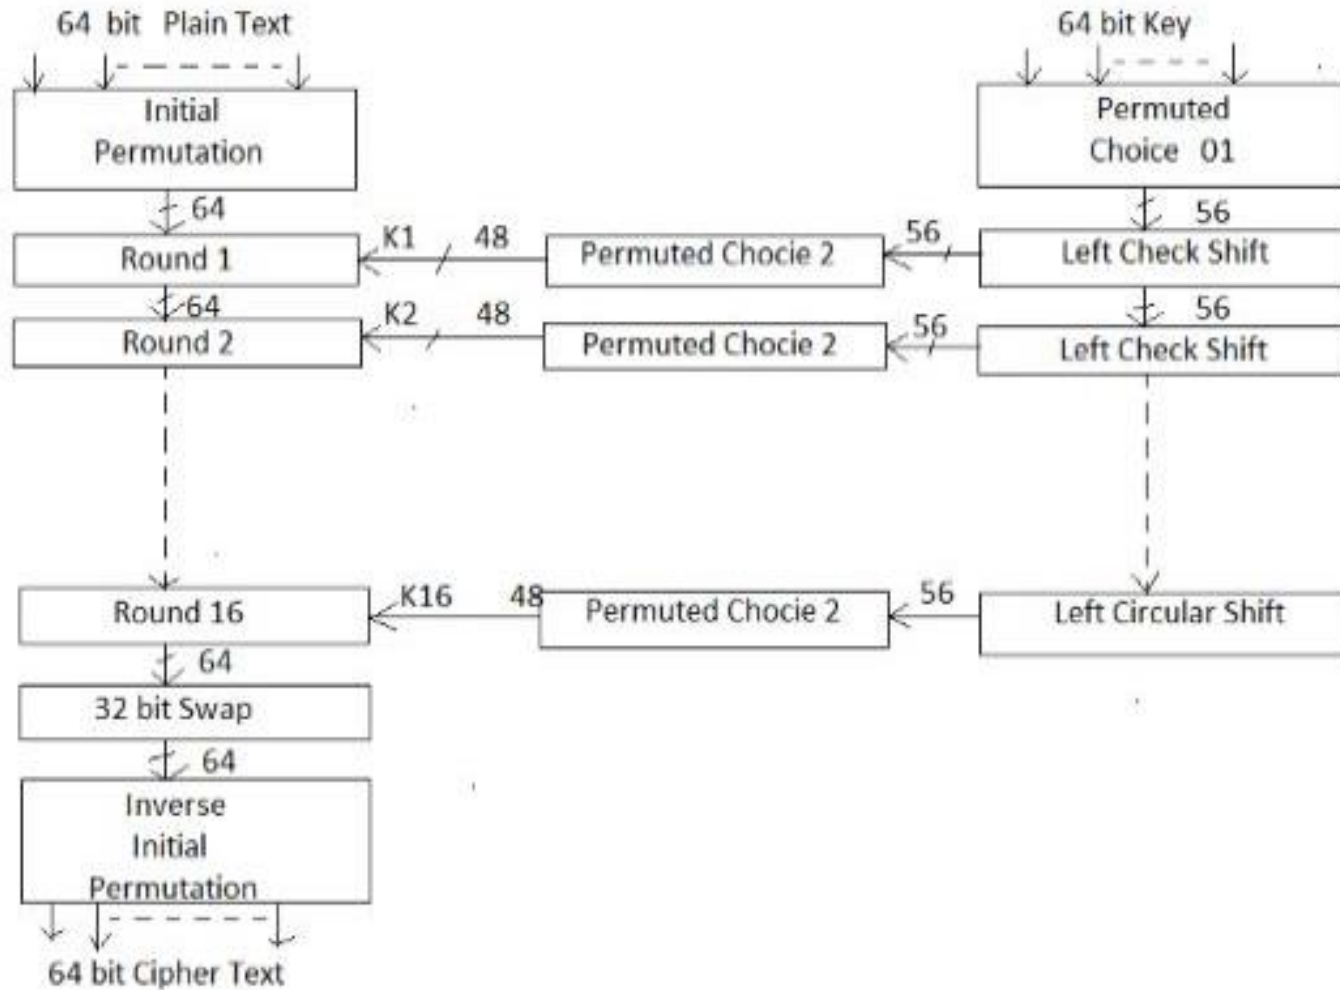 64 bit Plain Text
64 bit Key
Initial
Permutation
Permuted
Choice 01
64
56
Round 1
K1
48
Permuted Chocie 2
56
Left Check Shift
64
56
Round 2
K2
48
Permuted Chocie 2
56
Left Check Shift
Round 16
K16
48
Permuted Chocie 2
56
Left Circular Shift
64
32 bit Swap
64
Inverse
Initial
Permutation
64 bit Cipher Text